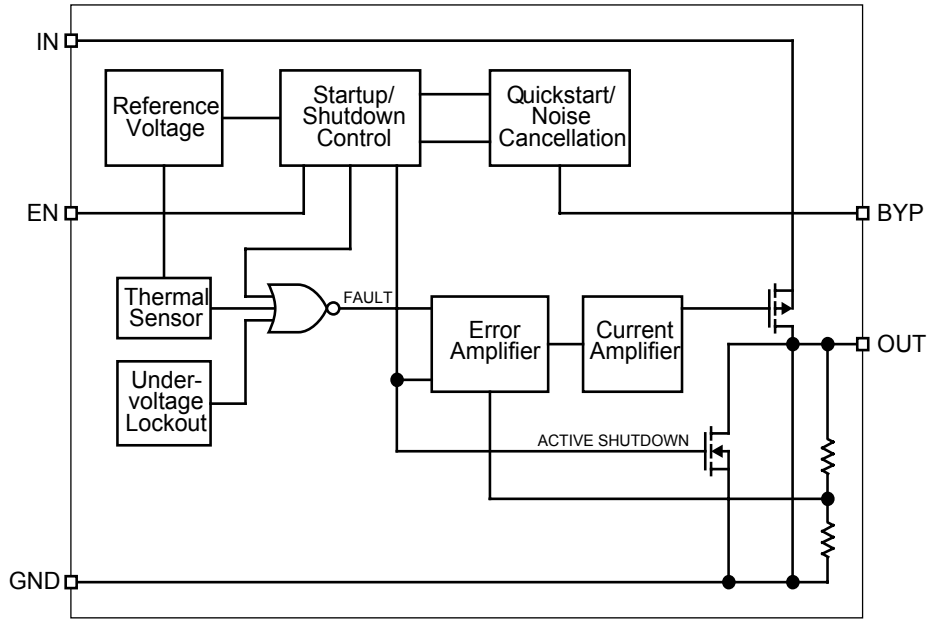 IN
Reference
Voltage
Startup/
Shutdown
Control
Quickstart/
Noise
Cancellation
EN
BYP
Thermal
Sensor
FAULT
Error
Amplifier
Current
Amplifier
OUT
Under-
voltage
Lockout
ACTIVE SHUTDOWN
GND